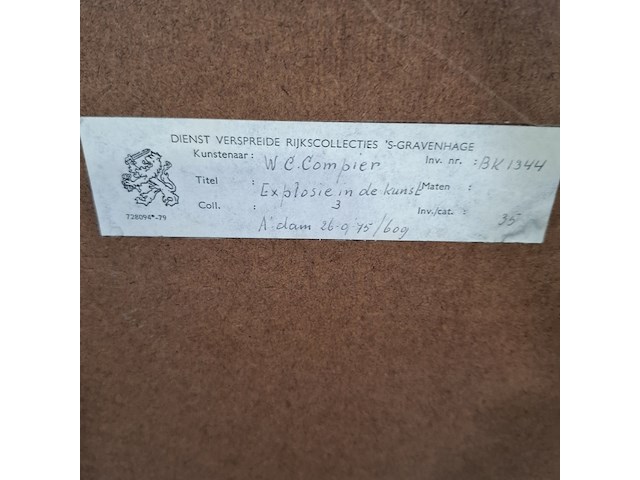 DIENST VERSPREIDE RIJKSCOLLECTIES 'S-GRAVENHAGE
Kunstenaar: W C. Compier Inv. nr. : BK 1344
Titel : Explosie in de kunst Maten :
Coll. : 3 Inv./cat. : 35
728094*-79 A'dam 26-9-75/609